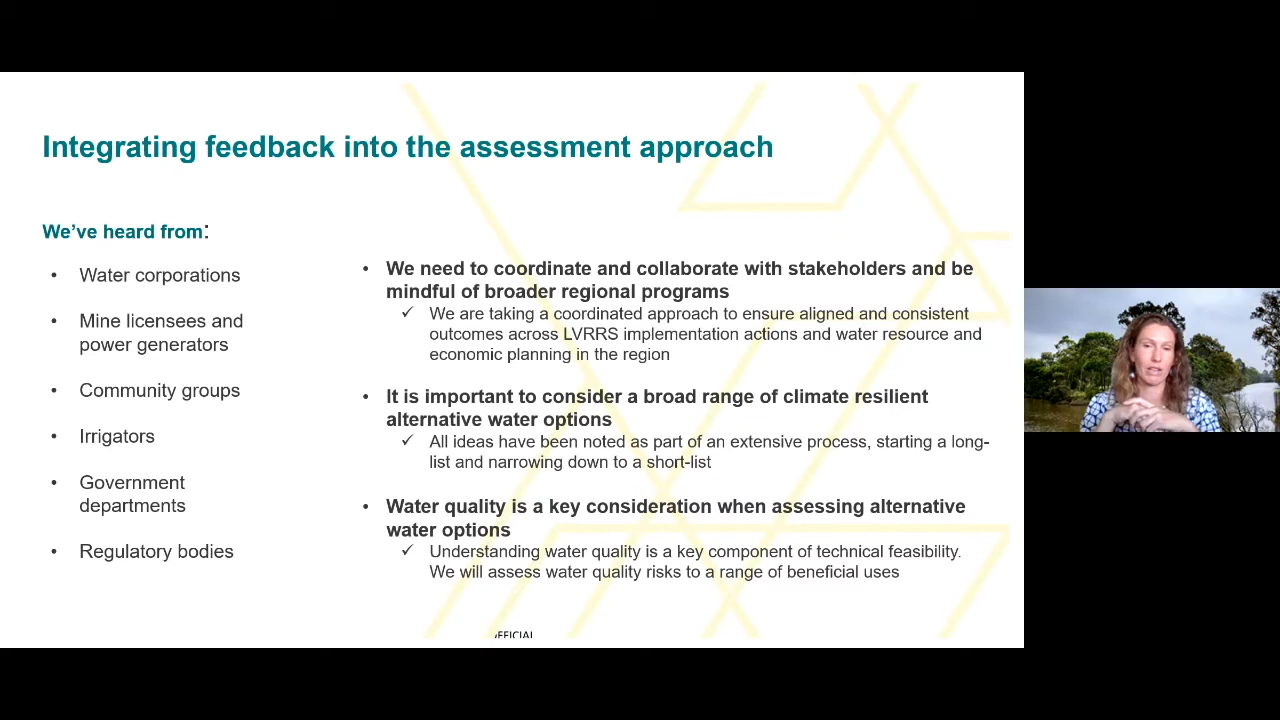 Integrating feedback into the assessment approach
We've heard from:
• Water corporations
• Mine licensees and
power generators
• Community groups
• Irrigators
• Government
departments
• Regulatory bodies
• We need to coordinate and collaborate with stakeholders and be
mindful of broader regional programs
✓ We are taking a coordinated approach to ensure aligned and consistent
outcomes across LVRRS implementation actions and water resource and
economic planning in the region
• It is important to consider a broad range of climate resilient
alternative water options
✓ All ideas have been noted as part of an extensive process, starting a long-
list and narrowing down to a short-list
• Water quality is a key consideration when assessing alternative
water options
✓ Understanding water quality is a key component of technical feasibility.
We will assess water quality risks to a range of beneficial uses